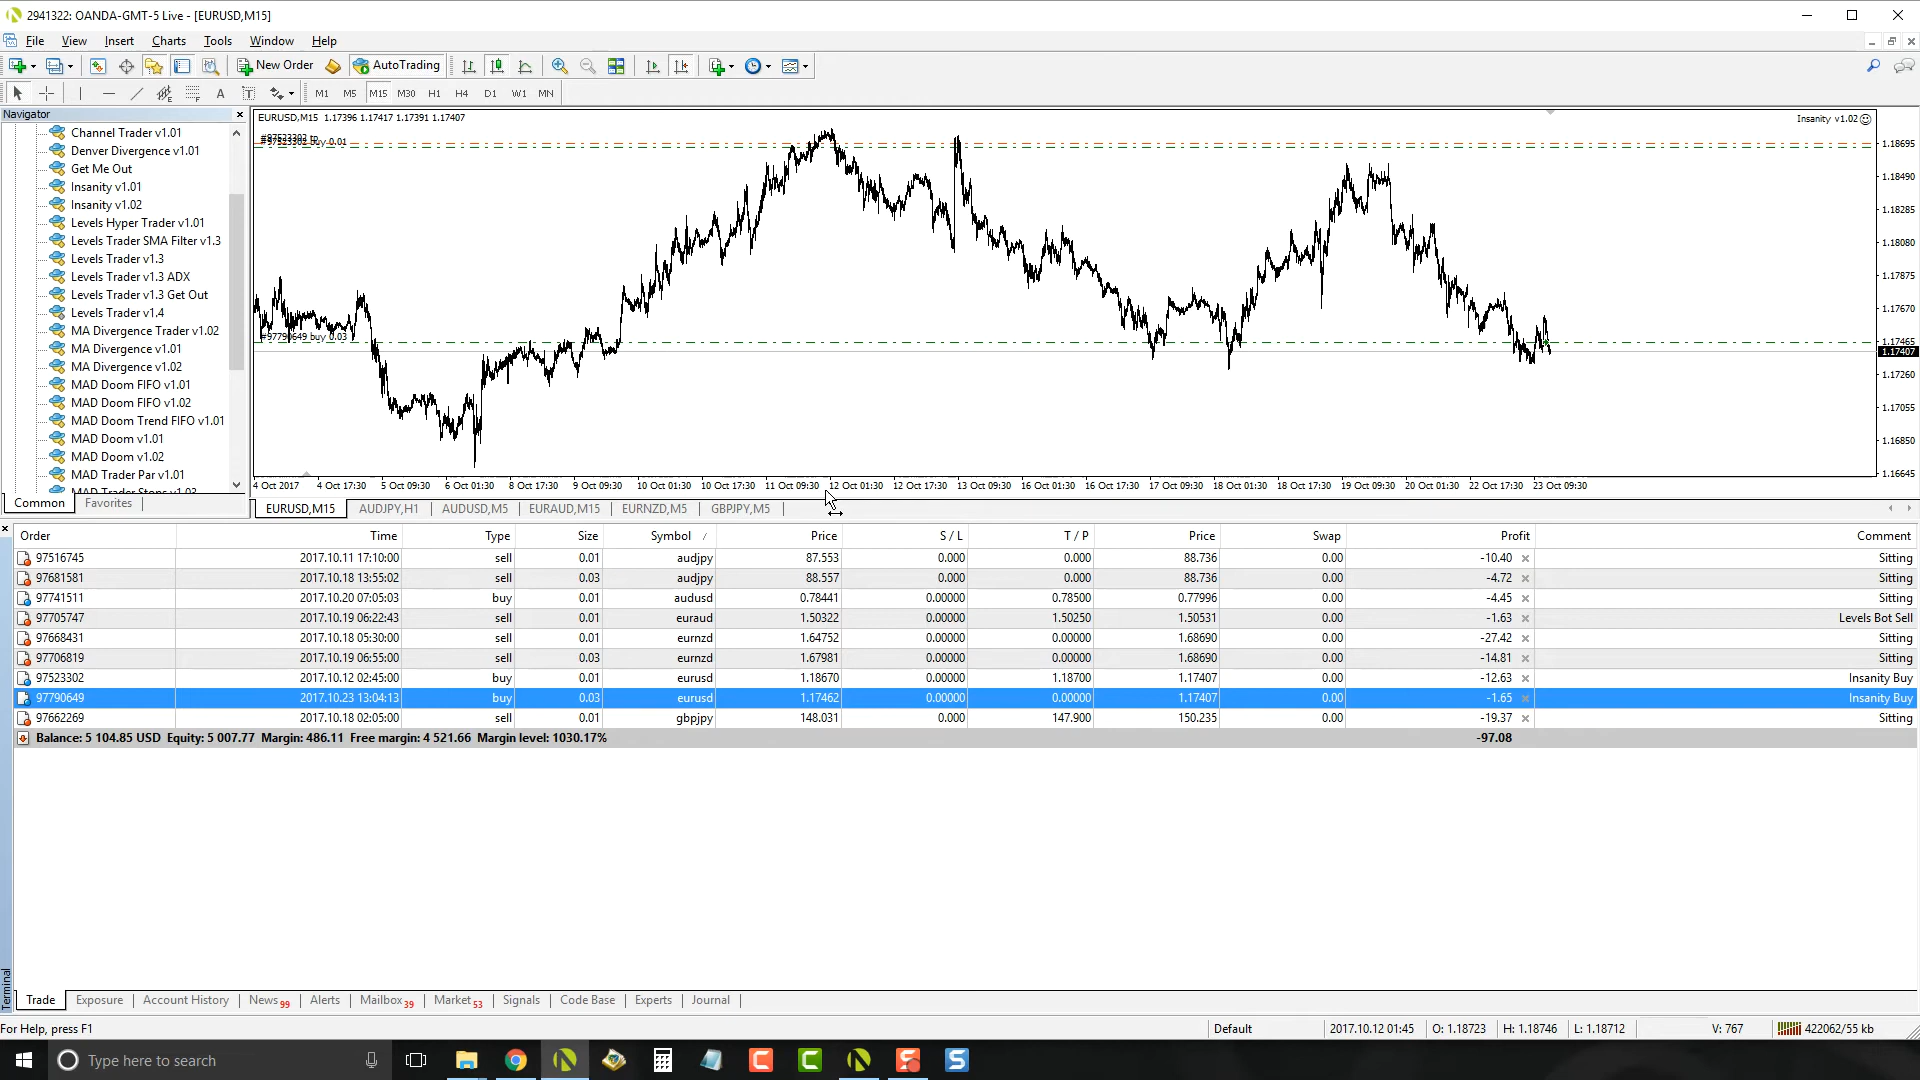 2941322: OANDA-GMT-5 Live - [EURUSD,M15]
File View Insert Charts Tools Window Help
New Order AutoTrading
A T M1 M5 M15 M30 H1 H4 D1 W1 MN
Navigator
Channel Trader v1.01
Denver Divergence v1.01
Get Me Out
Insanity v1.01
Insanity v1.02
Levels Hyper Trader v1.01
Levels Trader SMA Filter v1.3
Levels Trader v1.3
Levels Trader v1.3 ADX
Levels Trader v1.3 Get Out
Levels Trader v1.4
MA Divergence Trader v1.02
MA Divergence v1.01
MA Divergence v1.02
MAD Doom FIFO v1.01
MAD Doom FIFO v1.02
MAD Doom Trend FIFO v1.01
MAD Doom v1.01
MAD Doom v1.02
MAD Trader Par v1.01
MAD Trader Stops v1.03
Common Favorites
EURUSD,M15 1.17396 1.17417 1.17391 1.17407
Insanity v1.02
#97523302 tp
#97523302 buy 0.01
#97790649 buy 0.03
1.18695
1.18490
1.18285
1.18080
1.17875
1.17670
1.17465
1.17407
1.17260
1.17055
1.16850
1.16645
4 Oct 2017 4 Oct 17:30 5 Oct 09:30 6 Oct 01:30 8 Oct 17:30 9 Oct 09:30 10 Oct 01:30 10 Oct 17:30 11 Oct 09:30 12 Oct 01:30 12 Oct 17:30 13 Oct 09:30 16 Oct 01:30 16 Oct 17:30 17 Oct 09:30 18 Oct 01:30 18 Oct 17:30 19 Oct 09:30 20 Oct 01:30 22 Oct 17:30 23 Oct 09:30
EURUSD,M15 AUDJPY,H1 AUDUSD,M5 EURAUD,M15 EURNZD,M5 GBPJPY,M5
Order Time Type Size Symbol / Price S / L T / P Price Swap Profit Comment
97516745 2017.10.11 17:10:00 sell 0.01 audjpy 87.553 0.000 0.000 88.736 0.00 -10.40 Sitting
97681581 2017.10.18 13:55:02 sell 0.03 audjpy 88.557 0.000 0.000 88.736 0.00 -4.72 Sitting
97741511 2017.10.20 07:05:03 buy 0.01 audusd 0.78441 0.00000 0.78500 0.77996 0.00 -4.45 Sitting
97705747 2017.10.19 06:22:43 sell 0.01 euraud 1.50322 0.00000 1.50250 1.50531 0.00 -1.63 Levels Bot Sell
97668431 2017.10.18 05:30:00 sell 0.01 eurnzd 1.64752 0.00000 0.00000 1.68690 0.00 -27.42 Sitting
97706819 2017.10.19 06:55:00 sell 0.03 eurnzd 1.67981 0.00000 0.00000 1.68690 0.00 -14.81 Sitting
97523302 2017.10.12 02:45:00 buy 0.01 eurusd 1.18670 0.00000 1.18700 1.17407 0.00 -12.63 Insanity Buy
97790649 2017.10.23 13:04:13 buy 0.03 eurusd 1.17462 0.00000 0.00000 1.17407 0.00 -1.65 Insanity Buy
97662269 2017.10.18 02:05:00 sell 0.01 gbpjpy 148.031 0.000 147.900 150.235 0.00 -19.37 Sitting
Balance: 5 104.85 USD Equity: 5 007.77 Margin: 486.11 Free margin: 4 521.66 Margin level: 1030.17% -97.08
Terminal
Trade Exposure Account History News 99 Alerts Mailbox 39 Market 53 Signals Code Base Experts Journal
For Help, press F1 Default 2017.10.12 01:45 O: 1.18723 H: 1.18746 L: 1.18712 V: 767 422062/55 kb
Type here to search